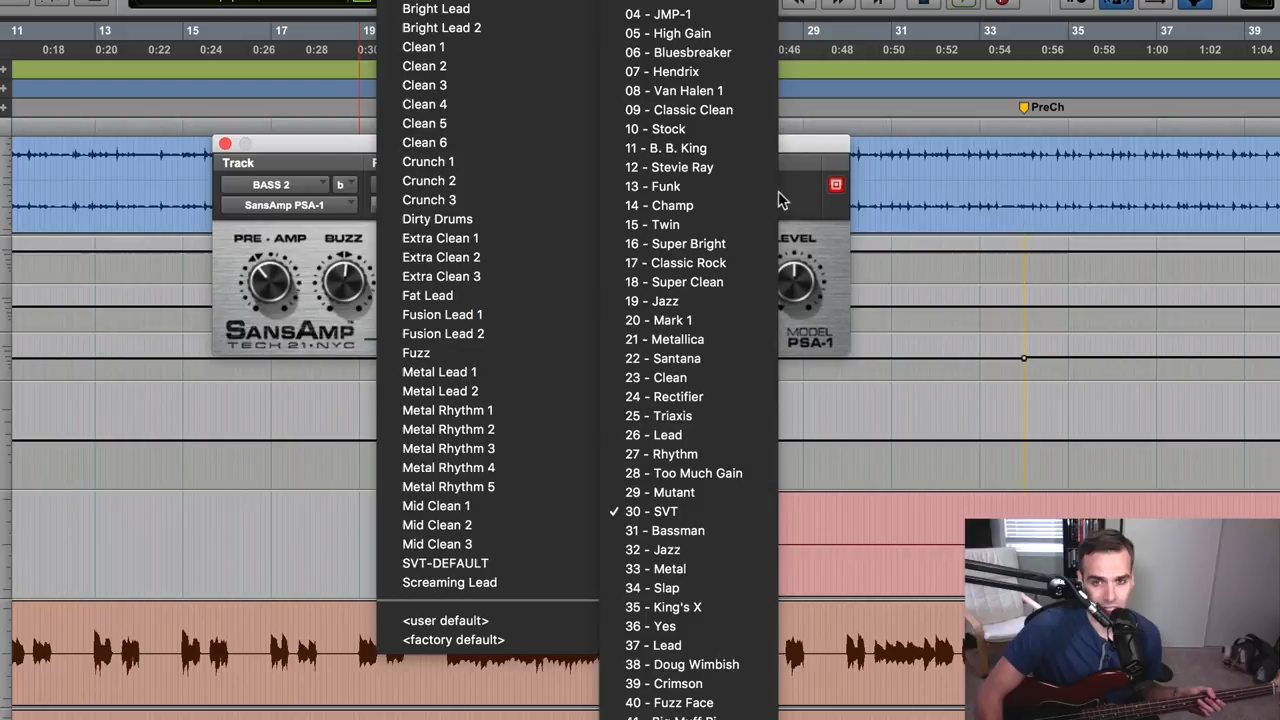 11 13 15 19 29 31 33 35 37 39
0:18 0:20 0:22 0:24 0:26 0:28 0:46 0:48 0:50 0:52 0:54 0:56 0:58 1:00 1:02 1:04
PreCh
Track
BASS 2
b
SansAmp PSA-1
PRE-AMP BUZZ
SANSAMP
TECH 21•NYC
LEVEL
MODEL
PSA-1
Bright Lead
Bright Lead 2
Clean 1
Clean 2
Clean 3
Clean 4
Clean 5
Clean 6
Crunch 1
Crunch 2
Crunch 3
Dirty Drums
Extra Clean 1
Extra Clean 2
Extra Clean 3
Fat Lead
Fusion Lead 1
Fusion Lead 2
Fuzz
Metal Lead 1
Metal Lead 2
Metal Rhythm 1
Metal Rhythm 2
Metal Rhythm 3
Metal Rhythm 4
Metal Rhythm 5
Mid Clean 1
Mid Clean 2
Mid Clean 3
SVT-DEFAULT
Screaming Lead
<user default>
<factory default>
04 - JMP-1
05 - High Gain
06 - Bluesbreaker
07 - Hendrix
08 - Van Halen 1
09 - Classic Clean
10 - Stock
11 - B. B. King
12 - Stevie Ray
13 - Funk
14 - Champ
15 - Twin
16 - Super Bright
17 - Classic Rock
18 - Super Clean
19 - Jazz
20 - Mark 1
21 - Metallica
22 - Santana
23 - Clean
24 - Rectifier
25 - Triaxis
26 - Lead
27 - Rhythm
28 - Too Much Gain
29 - Mutant
✓ 30 - SVT
31 - Bassman
32 - Jazz
33 - Metal
34 - Slap
35 - King's X
36 - Yes
37 - Lead
38 - Doug Wimbish
39 - Crimson
40 - Fuzz Face